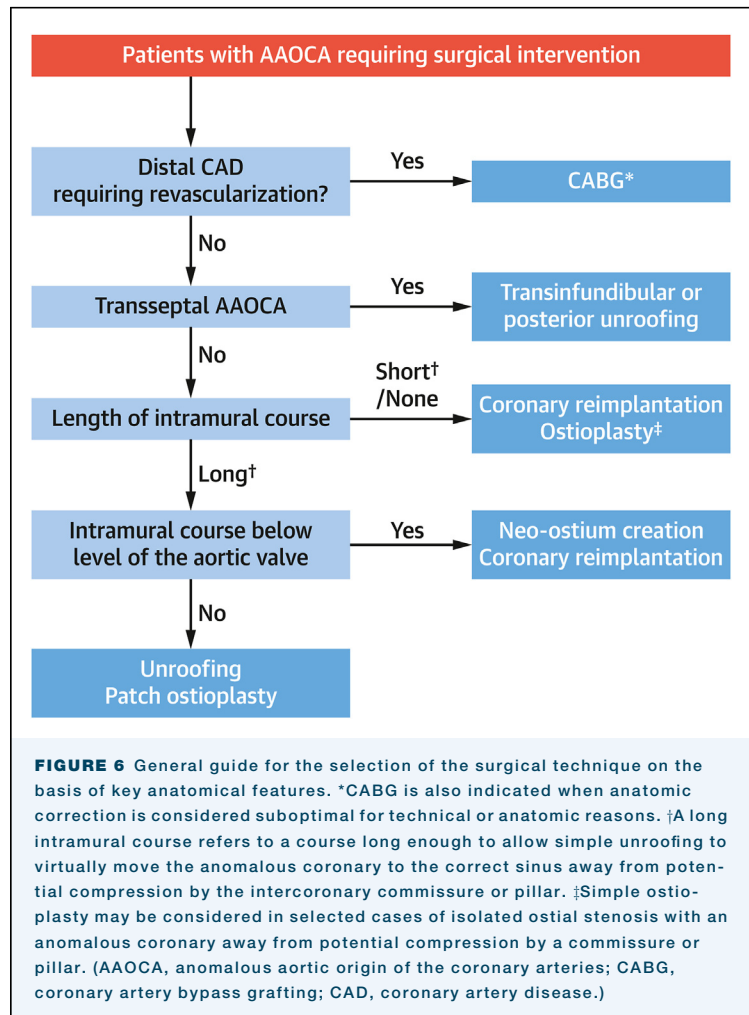 Patients with AAOCA requiring surgical intervention
Distal CAD
requiring revascularization?
Yes
CABG*
No
Transseptal AAOCA
Yes
Transinfundibular or
posterior unroofing
No
Length of intramural course
Short†
/None
Coronary reimplantation
Ostioplasty‡
Long†
Intramural course below
level of the aortic valve
Yes
Neo-ostium creation
Coronary reimplantation
No
Unroofing
Patch ostioplasty
FIGURE 6 General guide for the selection of the surgical technique on the
basis of key anatomical features. *CABG is also indicated when anatomic
correction is considered suboptimal for technical or anatomic reasons. †A long
intramural course refers to a course long enough to allow simple unroofing to
virtually move the anomalous coronary to the correct sinus away from poten-
tial compression by the intercoronary commissure or pillar. ‡Simple ostio-
plasty may be considered in selected cases of isolated ostial stenosis with an
anomalous coronary away from potential compression by a commissure or
pillar. (AAOCA, anomalous aortic origin of the coronary arteries; CABG,
coronary artery bypass grafting; CAD, coronary artery disease.)